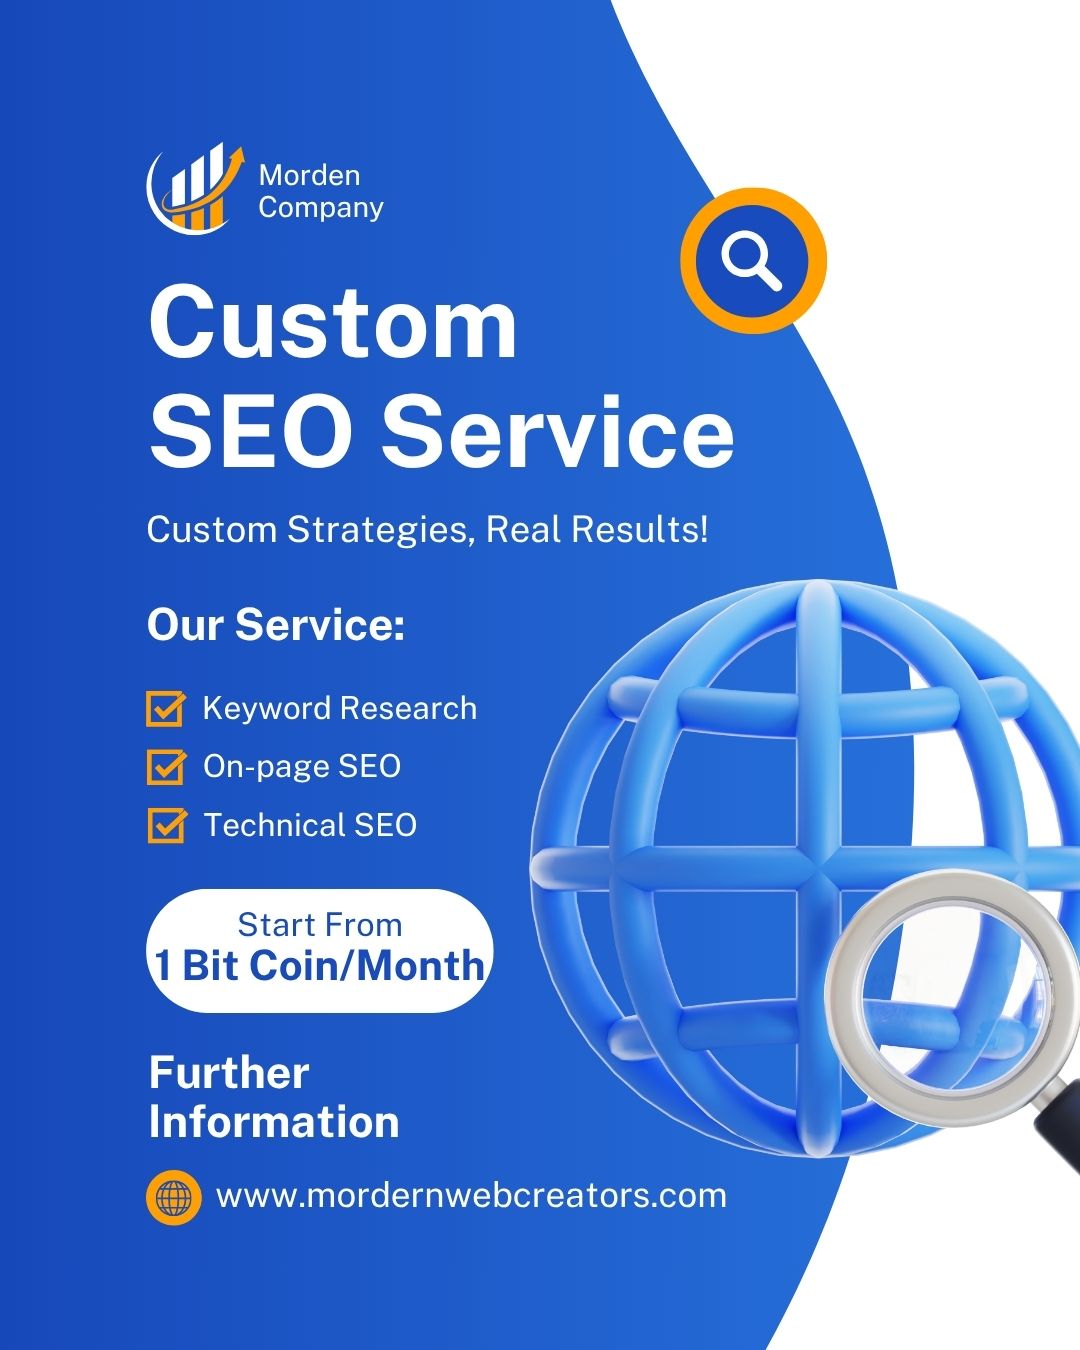 Morden
Company
Custom
SEO Service
Custom Strategies, Real Results!
Our Service:
Keyword Research
On-page SEO
Technical SEO
Start From
1 Bit Coin/Month
Further
Information
www.mordernwebcreators.com